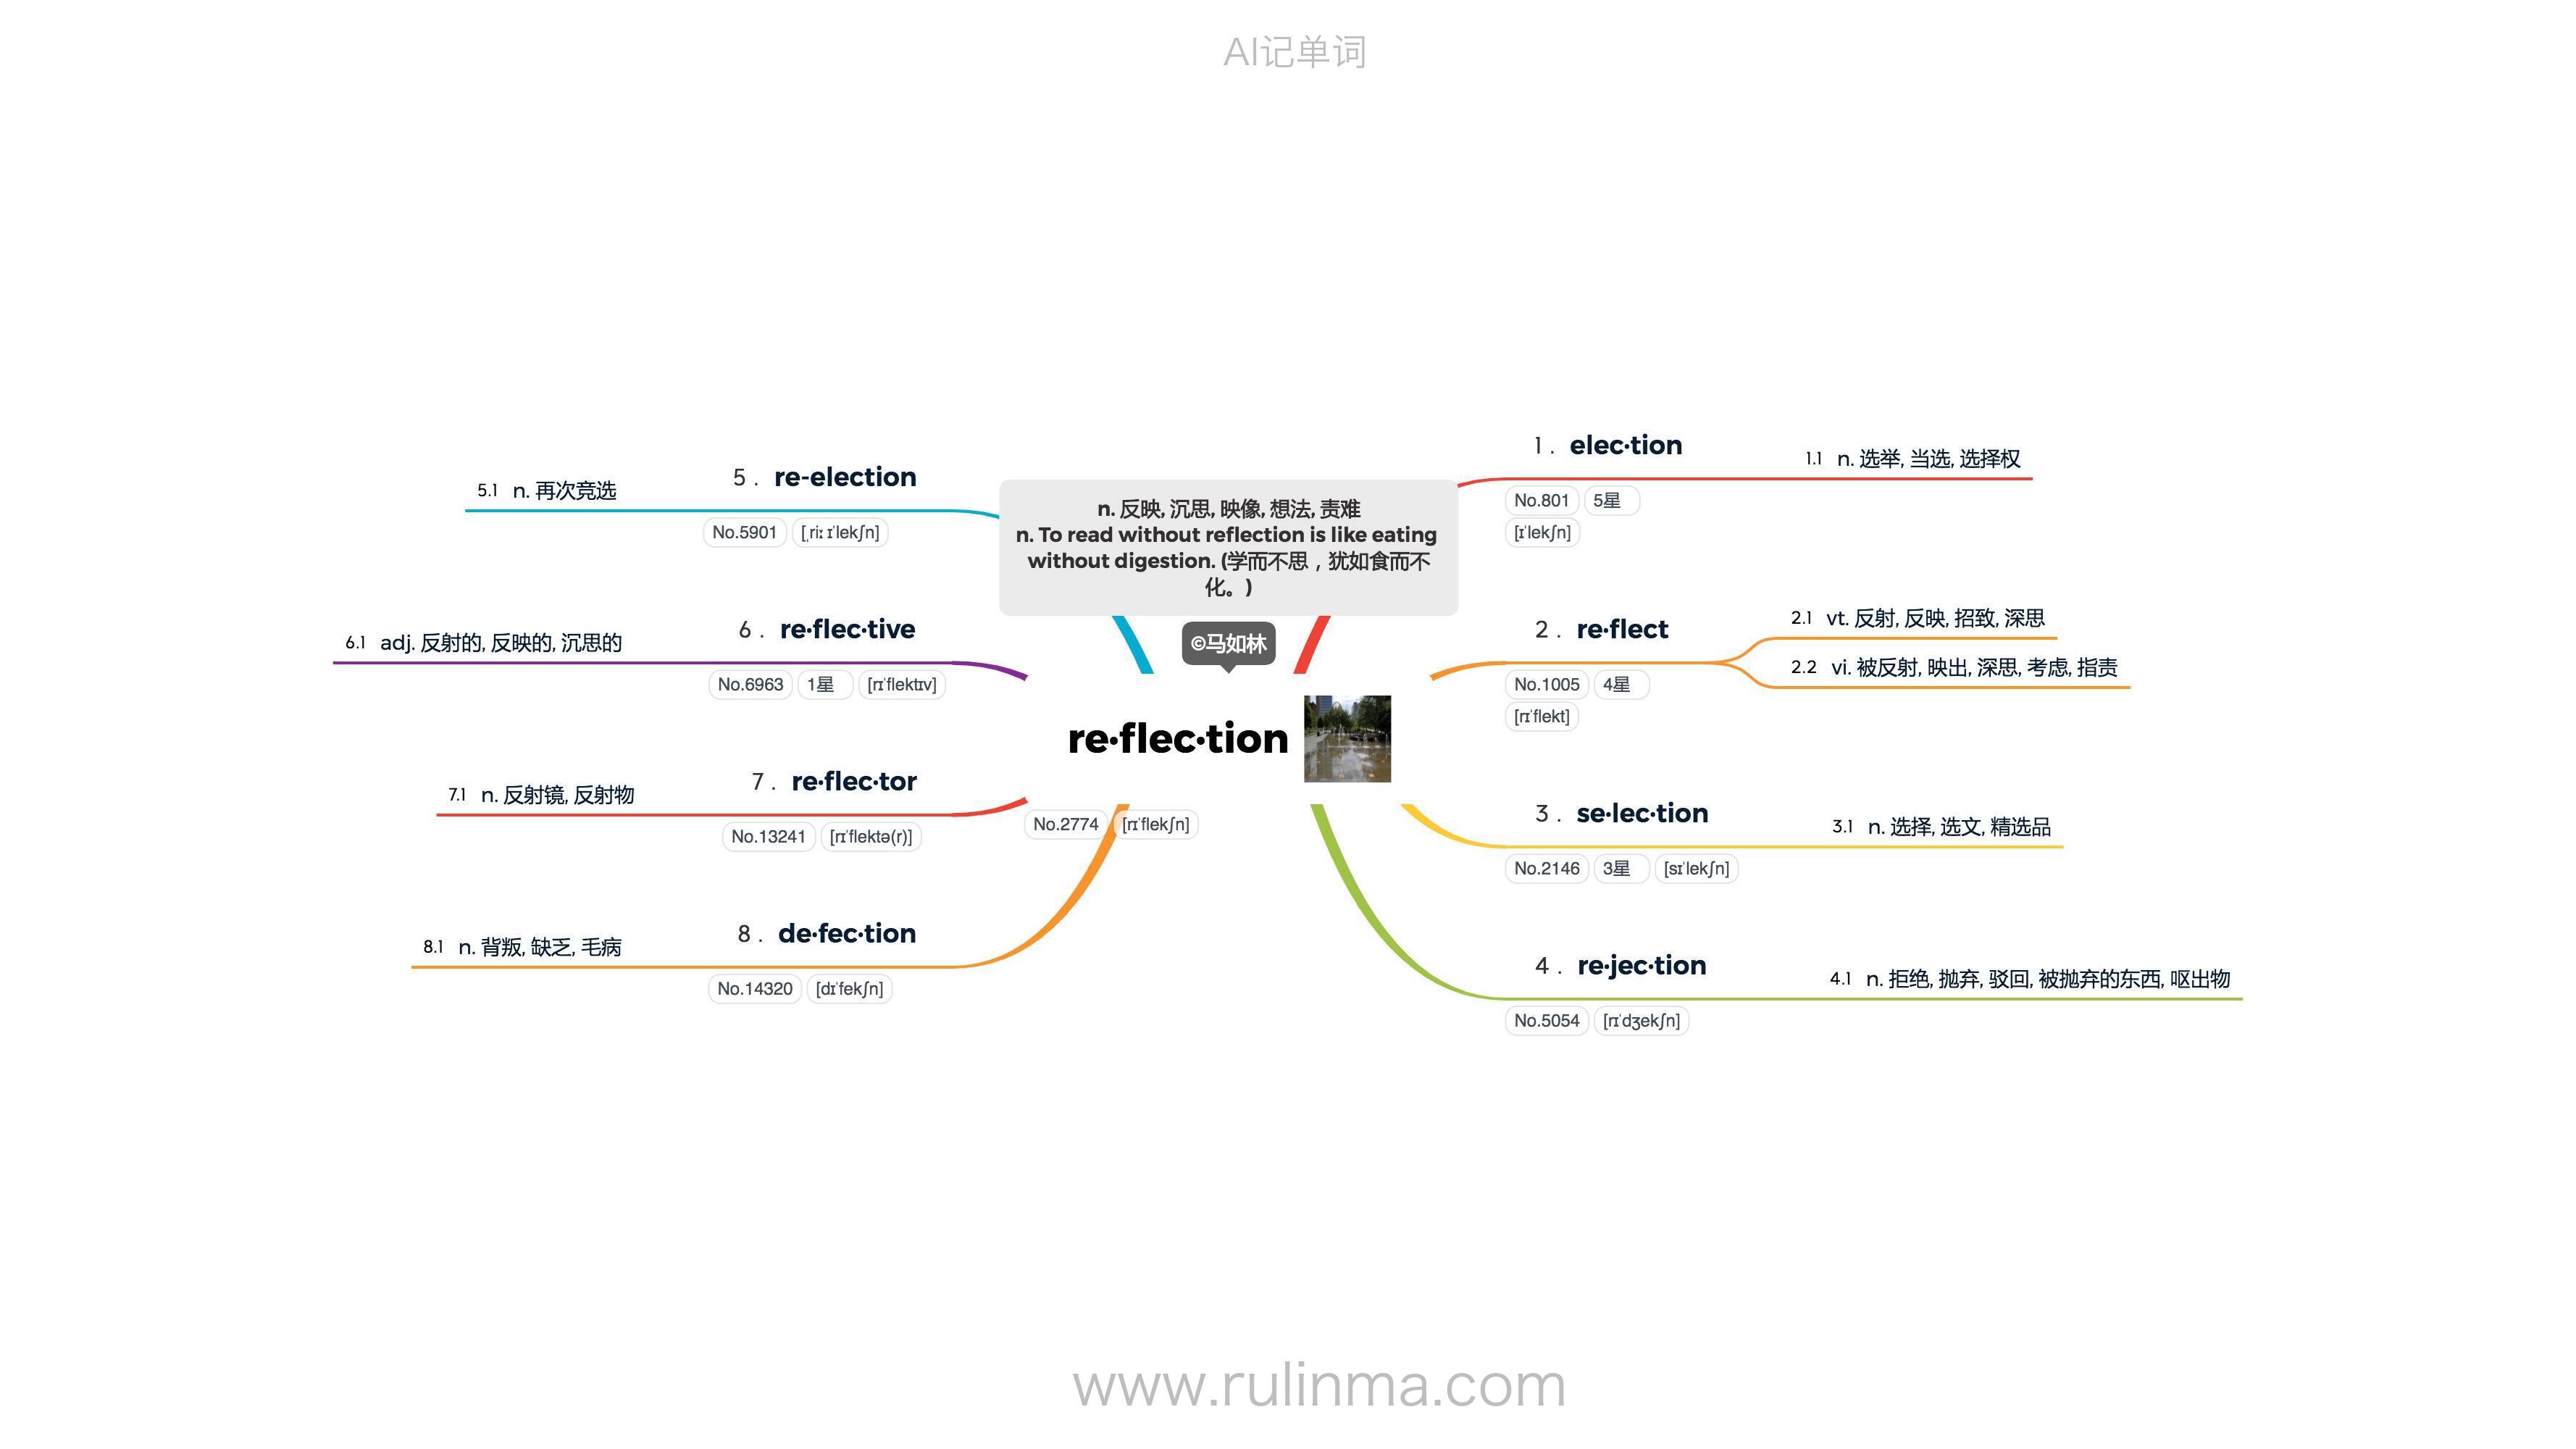 AI记单词
n. 反映, 沉思, 映像, 想法, 责难
n. To read without reflection is like eating
without digestion. (学而不思，犹如食而不
化。)
©马如林
re·flec·tion
No.2774 [rɪˈflekʃn]
1 . elec·tion
No.801 5星
[ɪˈlekʃn]
1.1 n. 选举, 当选, 选择权
2 . re·flect
No.1005 4星
[rɪˈflekt]
2.1 vt. 反射, 反映, 招致, 深思
2.2 vi. 被反射, 映出, 深思, 考虑, 指责
3 . se·lec·tion
No.2146 3星 [sɪˈlekʃn]
3.1 n. 选择, 选文, 精选品
4 . re·jec·tion
No.5054 [rɪˈdʒekʃn]
4.1 n. 拒绝, 抛弃, 驳回, 被抛弃的东西, 呕出物
5 . re-election
No.5901 [ˌriː ɪˈlekʃn]
5.1 n. 再次竞选
6 . re·flec·tive
No.6963 1星 [rɪˈflektɪv]
6.1 adj. 反射的, 反映的, 沉思的
7 . re·flec·tor
No.13241 [rɪˈflektə(r)]
7.1 n. 反射镜, 反射物
8 . de·fec·tion
No.14320 [dɪˈfekʃn]
8.1 n. 背叛, 缺乏, 毛病
www.rulinma.com